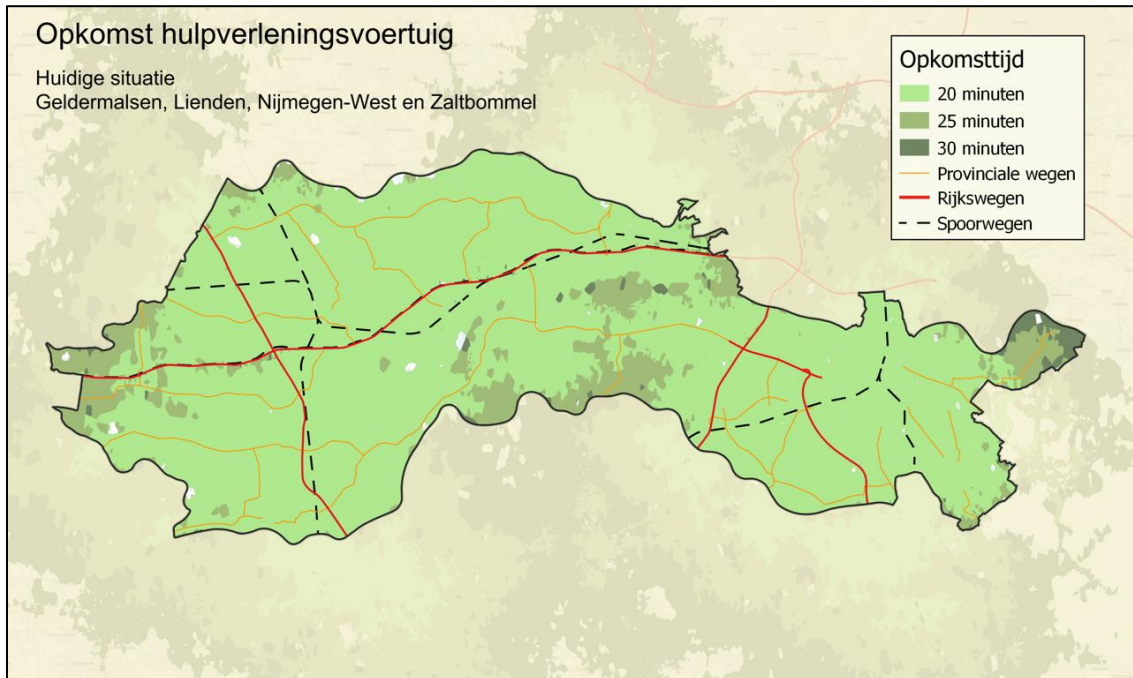 Opkomst hulpverleningsvoertuig
Huidige situatie
Geldermalsen, Lienden, Nijmegen-West en Zaltbommel
Opkomsttijd
20 minuten
25 minuten
30 minuten
Provinciale wegen
Rijkswegen
Spoorwegen